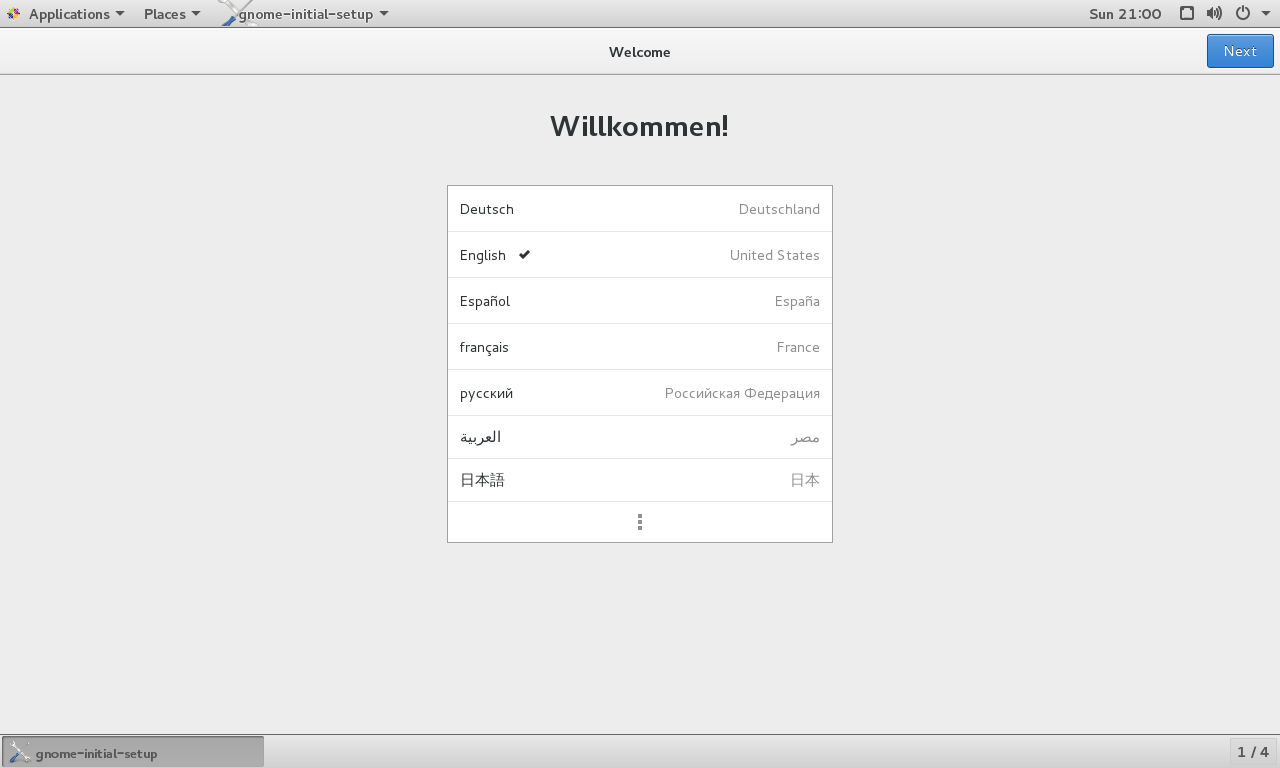 Applications Places gnome-initial-setup Sun 21:00
Welcome Next
Willkommen!
Deutsch Deutschland
English United States
Español España
français France
русский Российская Федерация
العربية مصر
日本語 日本
gnome-initial-setup 1 / 4